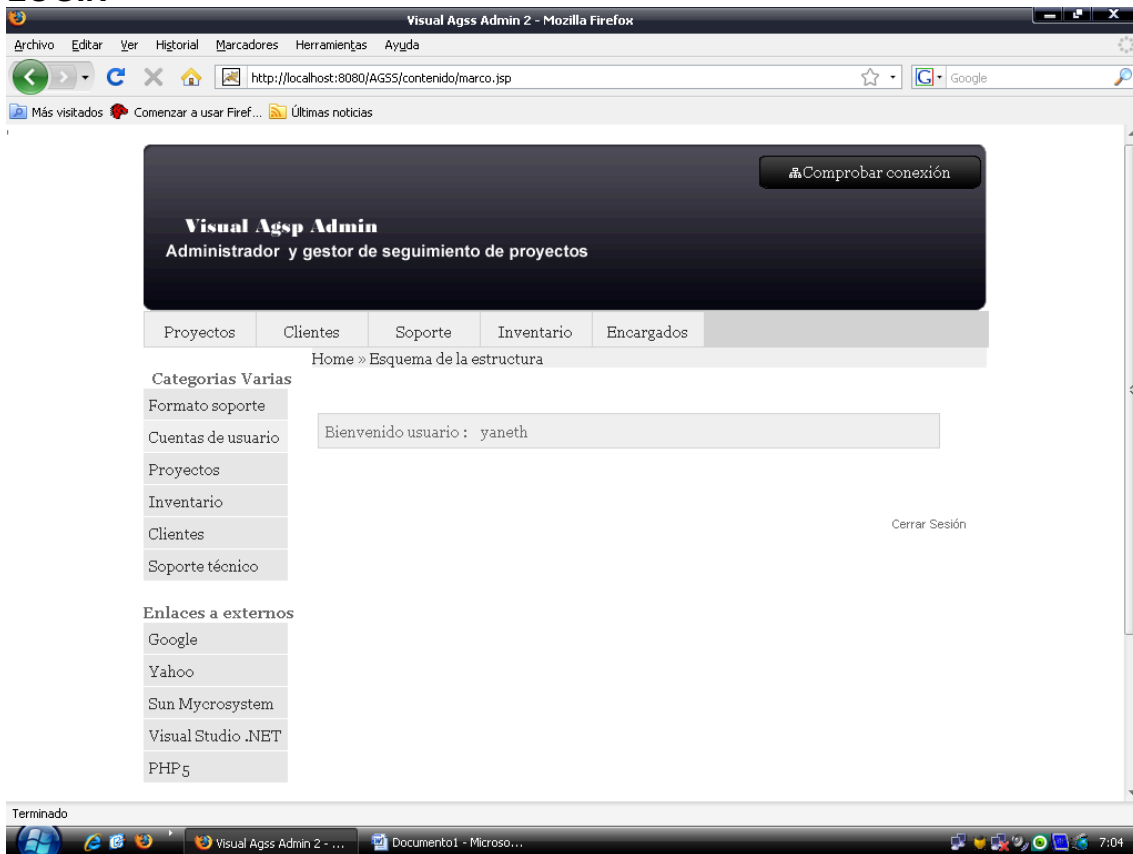 LOGIN
Visual Agss Admin 2 - Mozilla Firefox
Archivo Editar Ver Historial Marcadores Herramientas Ayuda
http://localhost:8080/AGSS/contenido/marco.jsp
Google
Más visitados Comenzar a usar Firef... Últimas noticias
Comprobar conexión
Visual Agsp Admin
Administrador y gestor de seguimiento de proyectos
Proyectos Clientes Soporte Inventario Encargados
Home » Esquema de la estructura
Categorias Varias
Formato soporte
Cuentas de usuario
Proyectos
Inventario
Clientes
Soporte técnico
Bienvenido usuario : yaneth
Cerrar Sesión
Enlaces a externos
Google
Yahoo
Sun Mycrosystem
Visual Studio .NET
PHP5
Terminado
Visual Agss Admin 2 - ... Documento1 - Microso... 7:04